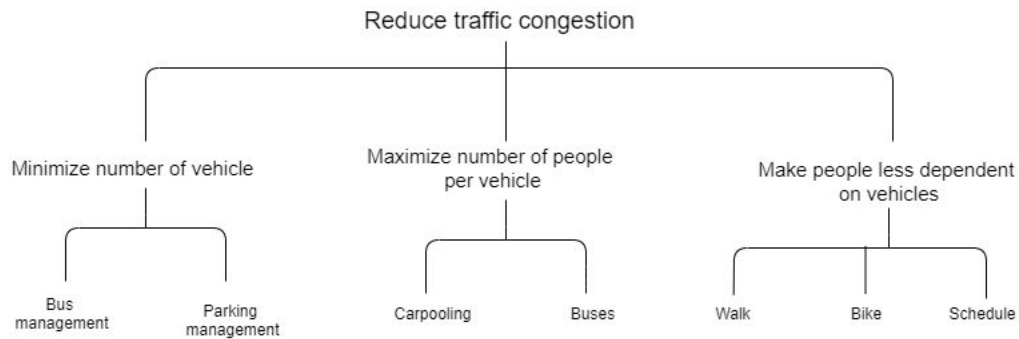 Reduce traffic congestion
Minimize number of vehicle
Maximize number of people
per vehicle
Make people less dependent
on vehicles
Bus
management
Parking
management
Carpooling
Buses
Walk
Bike
Schedule